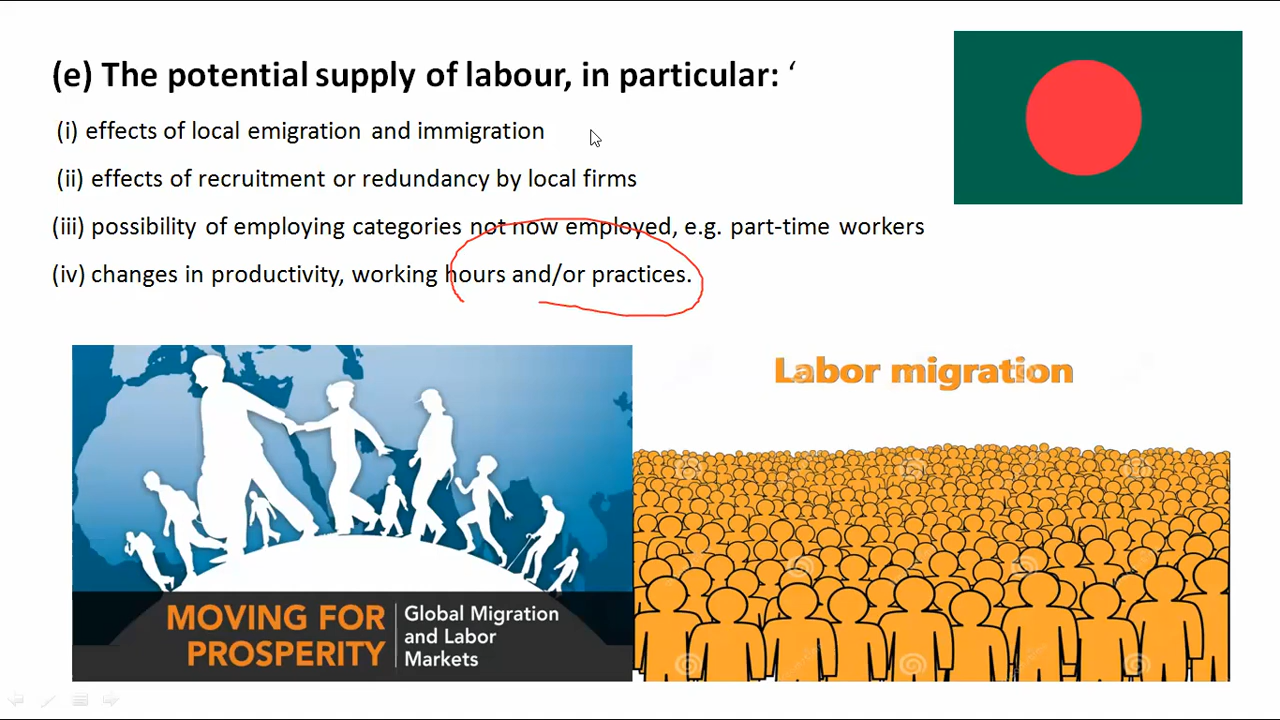 (e) The potential supply of labour, in particular: ‘
(i) effects of local emigration and immigration
(ii) effects of recruitment or redundancy by local firms
(iii) possibility of employing categories not now employed, e.g. part-time workers
(iv) changes in productivity, working hours and/or practices.
Labor migration
MOVING FOR
PROSPERITY
Global Migration
and Labor
Markets